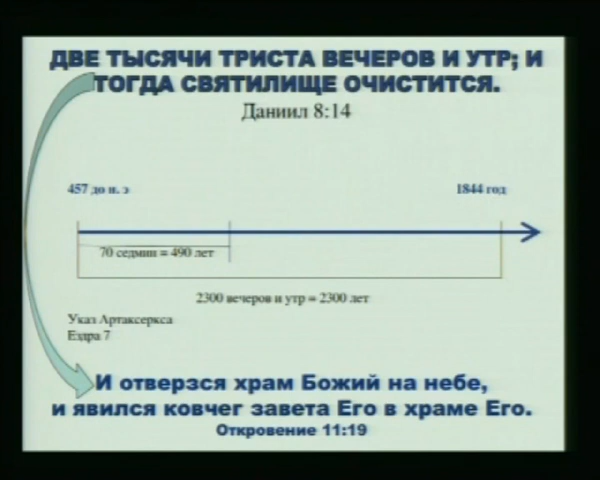 ДВЕ ТЫСЯЧИ ТРИСТА ВЕЧЕРОВ И УТР; И
ТОГДА СВЯТИЛИЩЕ ОЧИСТИТСЯ.
Даниил 8:14
457 до н. э
1844 год
70 седмин = 490 лет
2300 вечеров и утр = 2300 лет
Указ Артаксеркса
Ездра 7
И отверзся храм Божий на небе,
и явился ковчег завета Его в храме Его.
Откровение 11:19